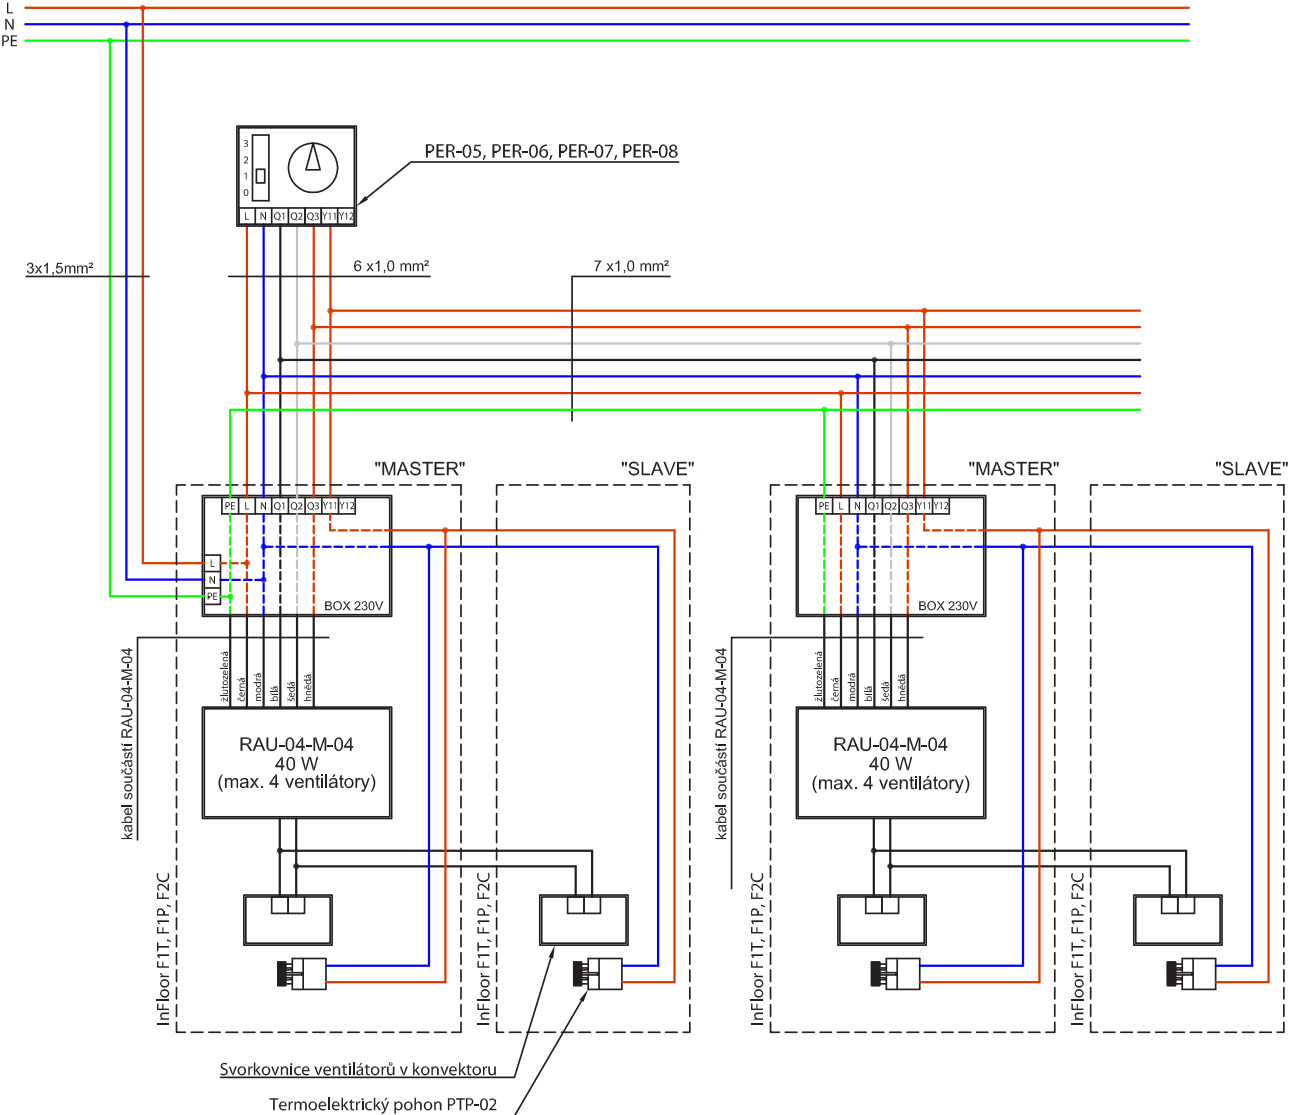 L
N
PE
3
2
1
0
PER-05, PER-06, PER-07, PER-08
L N Q1 Q2 Q3 Y11 Y12
3x1,5mm²
6 x1,0 mm²
7 x1,0 mm²
"MASTER"
"SLAVE"
"MASTER"
"SLAVE"
PE L N Q1 Q2 Q3 Y11 Y12
L
N
PE
BOX 230V
PE L N Q1 Q2 Q3 Y11 Y12
BOX 230V
kabel součástí RAU-04-M-04
žlutozelená
černá
modrá
bílá
šedá
hnědá
kabel součástí RAU-04-M-04
žlutozelená
černá
modrá
bílá
šedá
hnědá
RAU-04-M-04
40 W
(max. 4 ventilátory)
RAU-04-M-04
40 W
(max. 4 ventilátory)
InFloor F1T, F1P, F2C
InFloor F1T, F1P, F2C
InFloor F1T, F1P, F2C
InFloor F1T, F1P, F2C
Svorkovnice ventilátorů v konvektoru
Termoelektrický pohon PTP-02